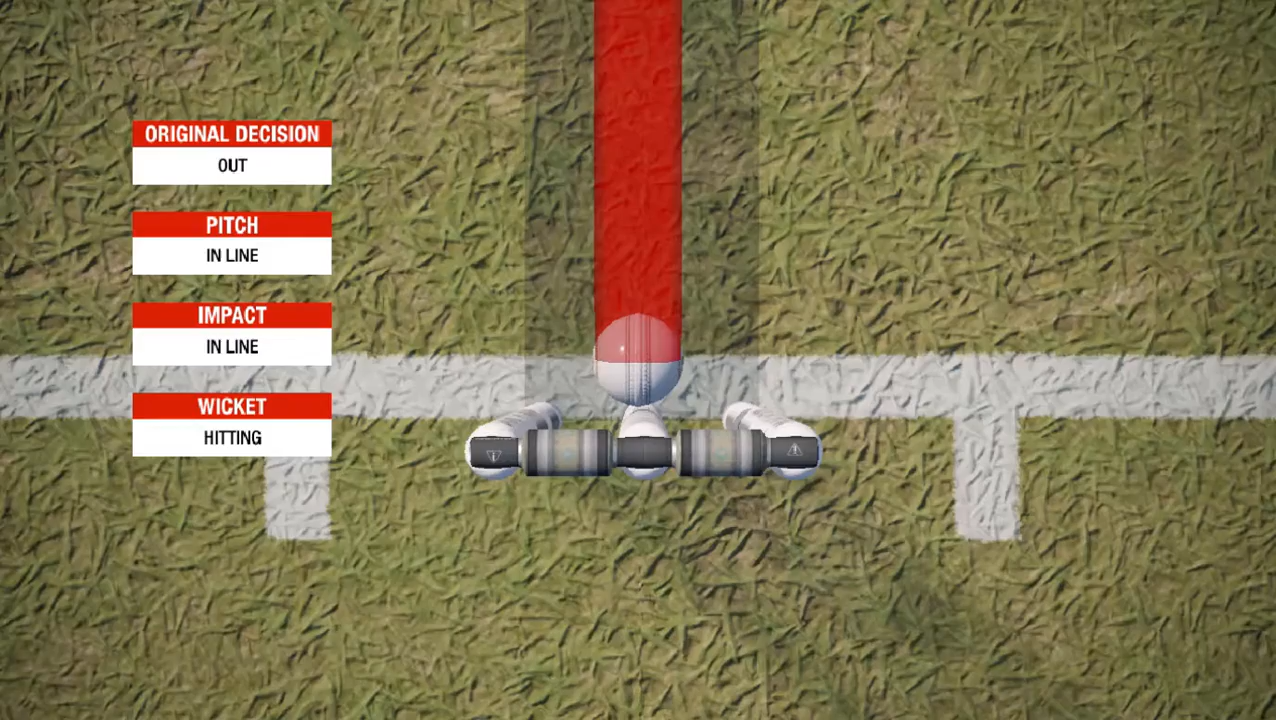 ORIGINAL DECISION
OUT
PITCH
IN LINE
IMPACT
IN LINE
WICKET
HITTING